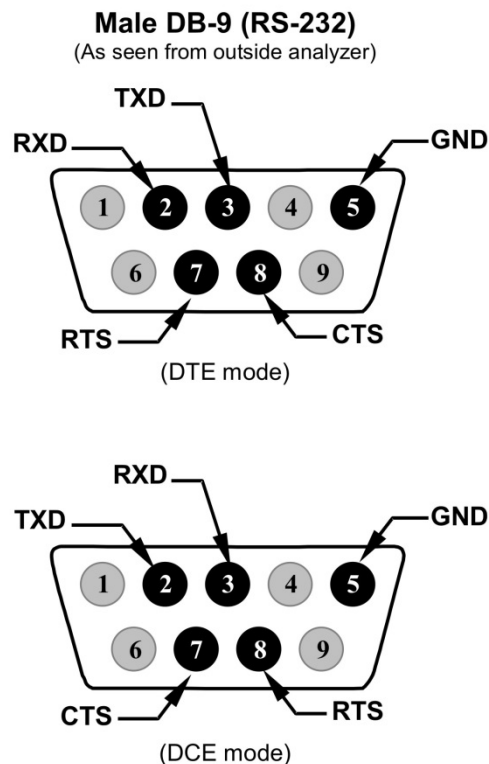 Male DB-9 (RS-232)
(As seen from outside analyzer)
TXD
RXD
GND
1 2 3 4 5
6 7 8 9
RTS
CTS
(DTE mode)
RXD
TXD
GND
1 2 3 4 5
6 7 8 9
CTS
RTS
(DCE mode)